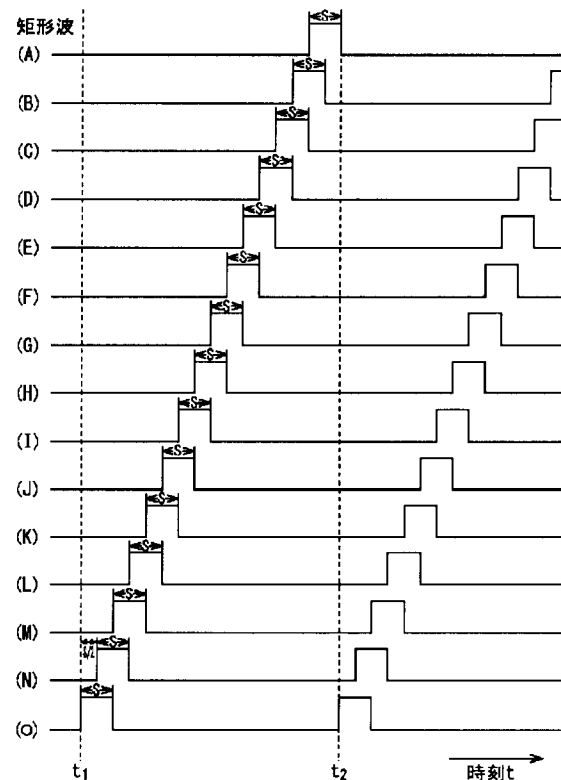 矩形波
S
(A)
S
(B)
S
(C)
S
(D)
S
(E)
S
(F)
S
(G)
S
(H)
S
(I)
S
(J)
S
(K)
S
(L)
S
(M)
S
(N)
S
(O)
t₁
t₂
時刻t